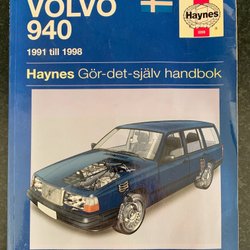 VOLVO
940
1991 till 1998
Haynes
Haynes Gör-det-själv handbok